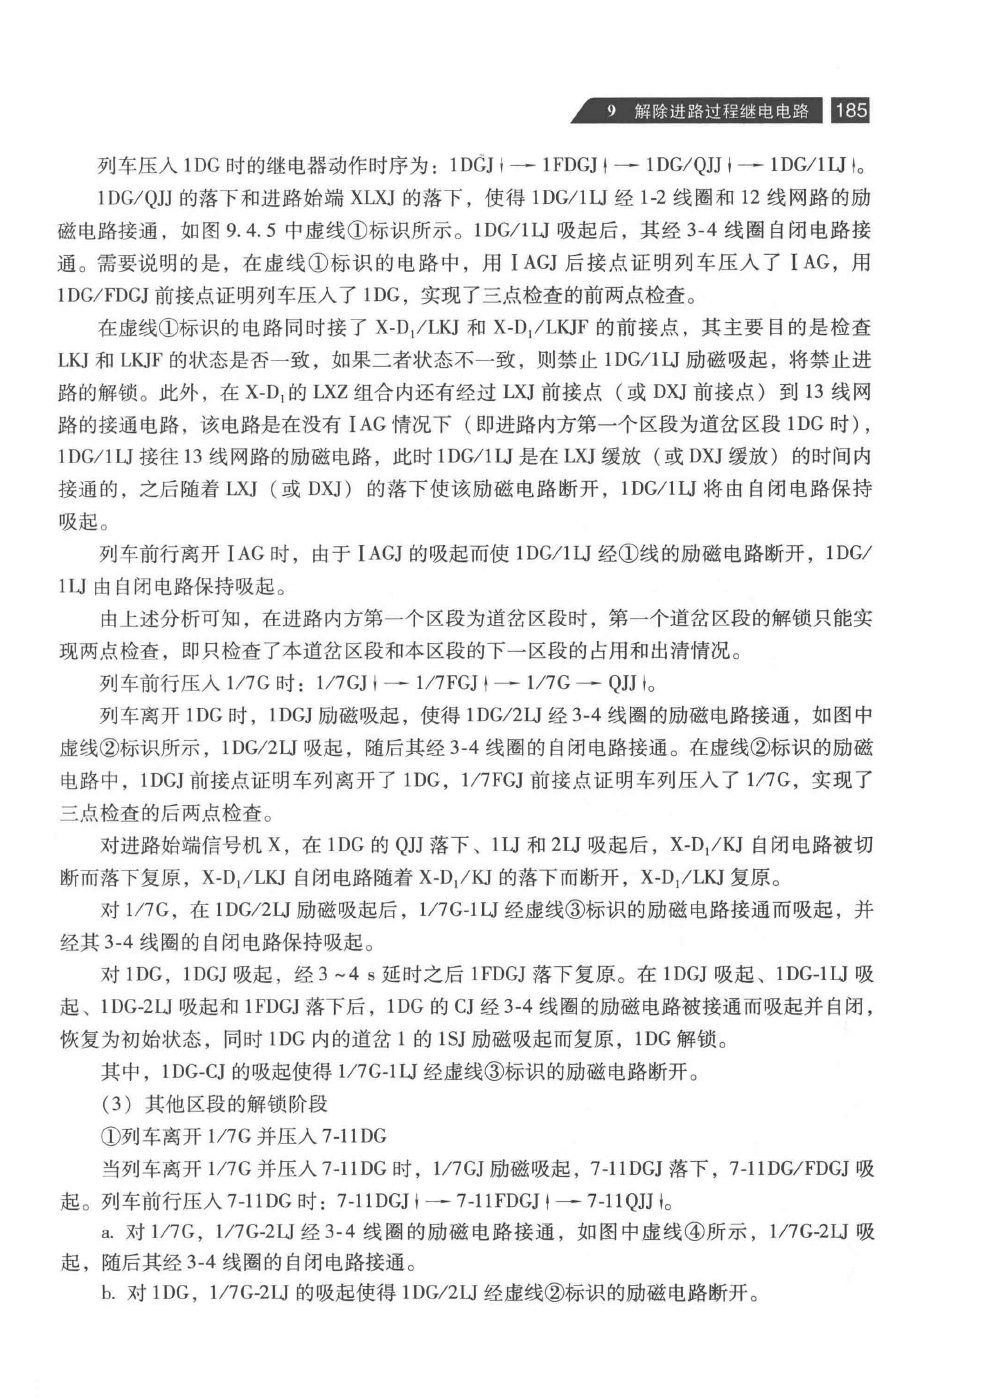 9 解除进路过程继电电路 185
列车压入1DG时的继电器动作时序为：1DGJ↓→1FDGJ↑→1DG/QJJ↓→1DG/1LJ↑。
1DG/QJJ的落下和进路始端XLXJ的落下，使得1DG/1LJ经1-2线圈和12线网路的励
磁电路接通，如图9.4.5中虚线①标识所示。1DG/1LJ吸起后，其经3-4线圈自闭电路接
通。需要说明的是，在虚线①标识的电路中，用ⅠAGJ后接点证明列车压入了ⅠAG，用
1DG/FDGJ前接点证明列车压入了1DG，实现了三点检查的前两点检查。
在虚线①标识的电路同时接了X-D₁/LKJ和X-D₁/LKJF的前接点，其主要目的是检查
LKJ和LKJF的状态是否一致，如果二者状态不一致，则禁止1DG/1LJ励磁吸起，将禁止进
路的解锁。此外，在X-D₁的LXZ组合内还有经过LXJ前接点（或DXJ前接点）到13线网
路的接通电路，该电路是在没有ⅠAG情况下（即进路内方第一个区段为道岔区段1DG时），
1DG/1LJ接往13线网路的励磁电路，此时1DG/1LJ是在LXJ缓放（或DXJ缓放）的时间内
接通的，之后随着LXJ（或DXJ）的落下使该励磁电路断开，1DG/1LJ将由自闭电路保持
吸起。
列车前行离开ⅠAG时，由于ⅠAGJ的吸起而使1DG/1LJ经①线的励磁电路断开，1DG/
1LJ由自闭电路保持吸起。
由上述分析可知，在进路内方第一个区段为道岔区段时，第一个道岔区段的解锁只能实
现两点检查，即只检查了本道岔区段和本区段的下一区段的占用和出清情况。
列车前行压入1/7G时：1/7GJ↓→1/7FGJ↑→1/7G→QJJ↓。
列车离开1DG时，1DGJ励磁吸起，使得1DG/2LJ经3-4线圈的励磁电路接通，如图中
虚线②标识所示，1DG/2LJ吸起，随后其经3-4线圈的自闭电路接通。在虚线②标识的励磁
电路中，1DGJ前接点证明车列离开了1DG，1/7FGJ前接点证明车列压入了1/7G，实现了
三点检查的后两点检查。
对进路始端信号机X，在1DG的QJJ落下、1LJ和2LJ吸起后，X-D₁/KJ自闭电路被切
断而落下复原，X-D₁/LKJ自闭电路随着X-D₁/KJ的落下而断开，X-D₁/LKJ复原。
对1/7G，在1DG/2LJ励磁吸起后，1/7G-1LJ经虚线③标识的励磁电路接通而吸起，并
经其3-4线圈的自闭电路保持吸起。
对1DG，1DGJ吸起，经3~4 s延时之后1FDGJ落下复原。在1DGJ吸起、1DG-1LJ吸
起、1DG-2LJ吸起和1FDGJ落下后，1DG的CJ经3-4线圈的励磁电路被接通而吸起并自闭，
恢复为初始状态，同时1DG内的道岔1的1SJ励磁吸起而复原，1DG解锁。
其中，1DG-CJ的吸起使得1/7G-1LJ经虚线③标识的励磁电路断开。
（3）其他区段的解锁阶段
①列车离开1/7G并压入7-11DG
当列车离开1/7G并压入7-11DG时，1/7GJ励磁吸起，7-11DGJ落下，7-11DG/FDGJ吸
起。列车前行压入7-11DG时：7-11DGJ↓→7-11FDGJ↑→7-11QJJ↓。
a. 对1/7G，1/7G-2LJ经3-4线圈的励磁电路接通，如图中虚线④所示，1/7G-2LJ吸
起，随后其经3-4线圈的自闭电路接通。
b. 对1DG，1/7G-2LJ的吸起使得1DG/2LJ经虚线②标识的励磁电路断开。